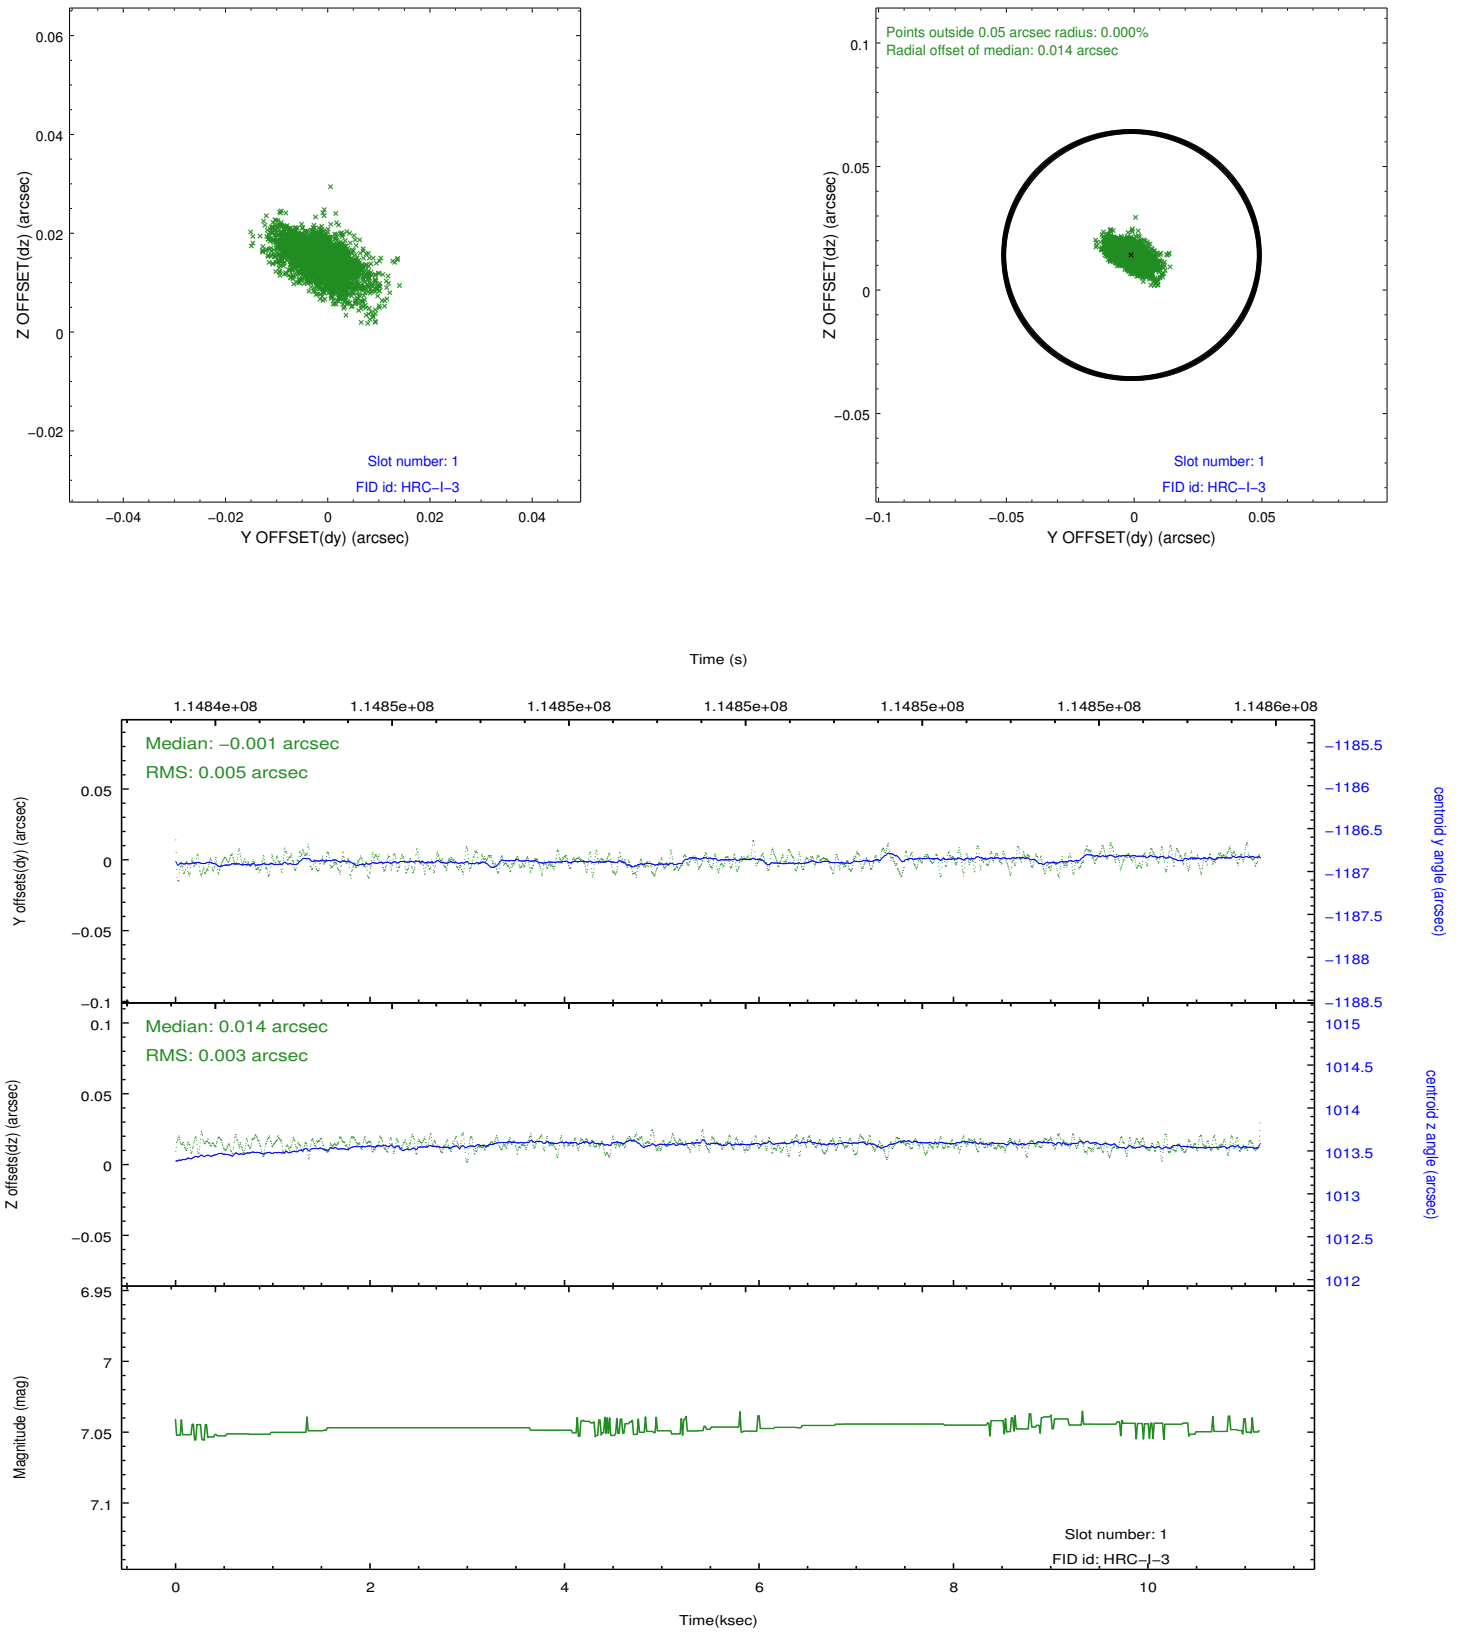 0.06
0.04
0.02
0
−0.02
Z OFFSET(dz) (arcsec)
Slot number: 1
FID id: HRC−I−3
−0.04
−0.02
0
0.02
0.04
Y OFFSET(dy) (arcsec)
Points outside 0.05 arcsec radius: 0.000%
Radial offset of median: 0.014 arcsec
0.1
0.05
0
−0.05
Z OFFSET(dz) (arcsec)
Slot number: 1
FID id: HRC−I−3
−0.1
−0.05
0
0.05
Y OFFSET(dy) (arcsec)
Time (s)
1.1484e+08
1.1485e+08
1.1485e+08
1.1485e+08
1.1485e+08
1.1485e+08
1.1486e+08
Median: −0.001 arcsec
RMS: 0.005 arcsec
0.05
0
−0.05
−0.1
Y offsets(dy) (arcsec)
−1185.5
−1186
−1186.5
−1187
−1187.5
−1188
−1188.5
centroid y angle (arcsec)
Median: 0.014 arcsec
RMS: 0.003 arcsec
0.1
0.05
0
−0.05
Z offsets(dz) (arcsec)
1015
1014.5
1014
1013.5
1013
1012.5
1012
centroid z angle (arcsec)
6.95
7
7.05
7.1
Magnitude (mag)
Slot number: 1
FID id: HRC−I−3
0
2
4
6
8
10
Time(ksec)